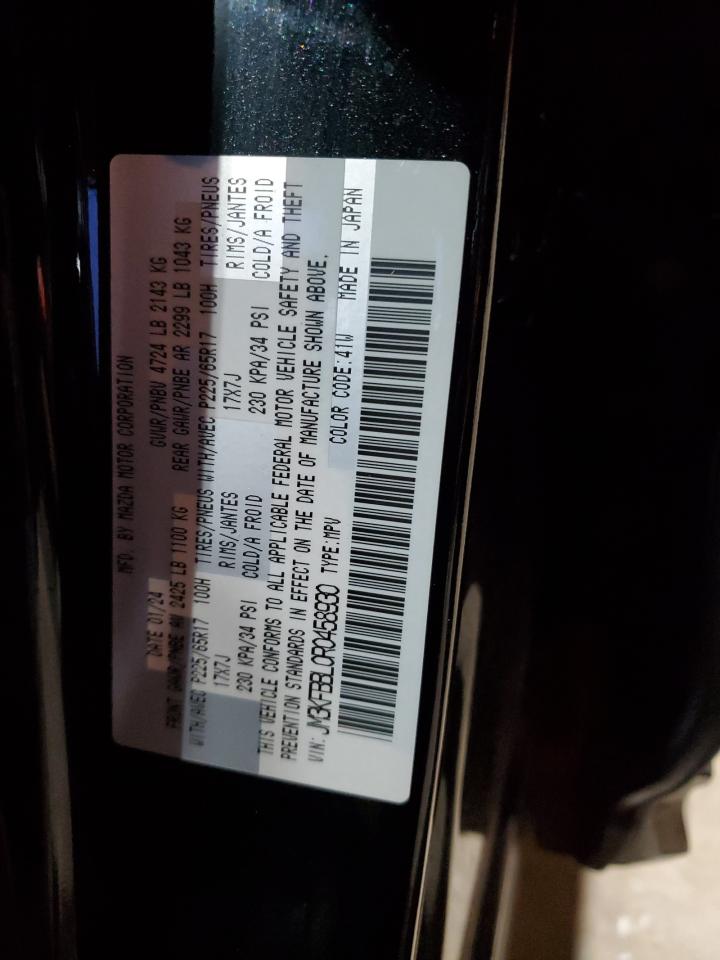 MFD. BY MAZDA MOTOR CORPORATION
DATE 01/24 GVWR/PNBV 4724 LB 2143 KG
FRONT GAWR/PNBE AV 2425 LB 1100 KG REAR GAWR/PNBE AR 2299 LB 1043 KG
WITH/AVEC P225/65R17 100H TIRES/PNEUS WITH/AVEC P225/65R17 100H TIRES/PNEUS
17X7J RIMS/JANTES 17X7J RIMS/JANTES
230 KPA/34 PSI COLD/A FROID 230 KPA/34 PSI COLD/A FROID
THIS VEHICLE CONFORMS TO ALL APPLICABLE FEDERAL MOTOR VEHICLE SAFETY AND THEFT
PREVENTION STANDARDS IN EFFECT ON THE DATE OF MANUFACTURE SHOWN ABOVE.
VIN: JM3KFBBL0R0458930 TYPE:MPV COLOR CODE:41W MADE IN JAPAN